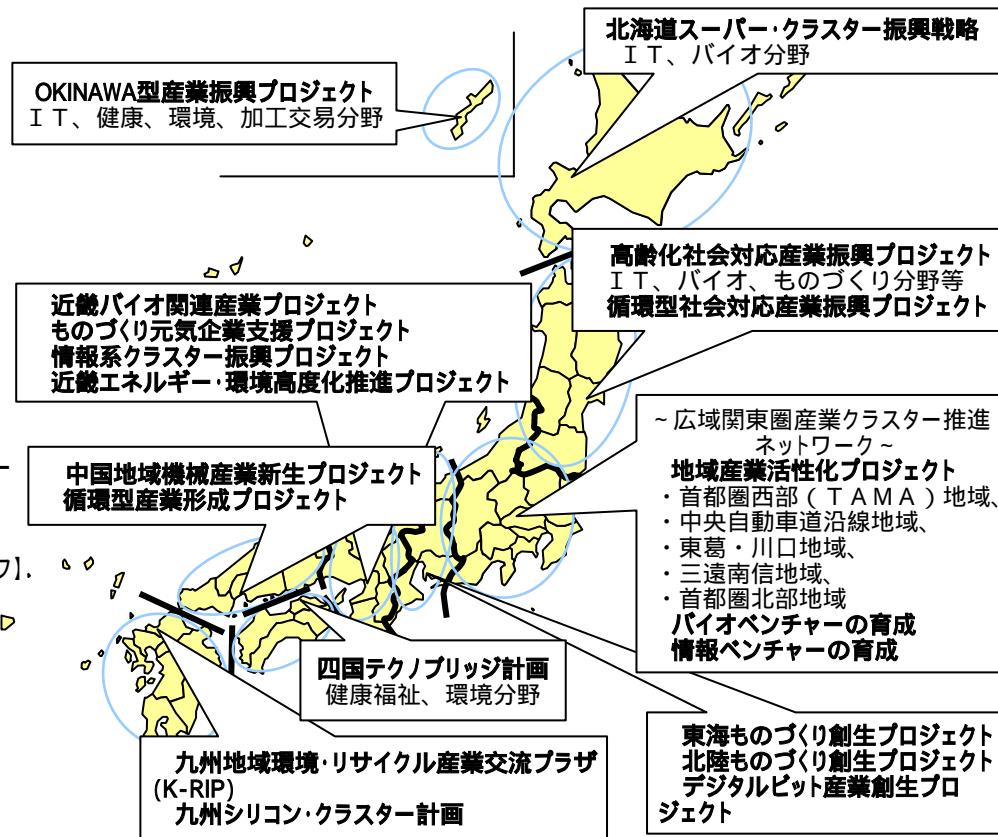 北海道スーパー・クラスター振興戦略
ＩＴ、バイオ分野
OKINAWA型産業振興プロジェクト
ＩＴ、健康、環境、加工交易分野
高齢化社会対応産業振興プロジェクト
ＩＴ、バイオ、ものづくり分野等
循環型社会対応産業振興プロジェクト
近畿バイオ関連産業プロジェクト
ものづくり元気企業支援プロジェクト
情報系クラスター振興プロジェクト
近畿エネルギー・環境高度化推進プロジェクト
～広域関東圏産業クラスター推進
ネットワーク～
地域産業活性化プロジェクト
・首都圏西部（ＴＡＭＡ）地域、
・中央自動車道沿線地域、
・東葛・川口地域、
・三遠南信地域、
・首都圏北部地域
バイオベンチャーの育成
情報ベンチャーの育成
中国地域機械産業新生プロジェクト
循環型産業形成プロジェクト
ク】.
四国テクノブリッジ計画
健康福祉、環境分野
東海ものづくり創生プロジェクト
北陸ものづくり創生プロジェクト
デジタルビット産業創生プロ
ジェクト
九州地域環境・リサイクル産業交流プラザ
(K-RIP)
九州シリコン・クラスター計画